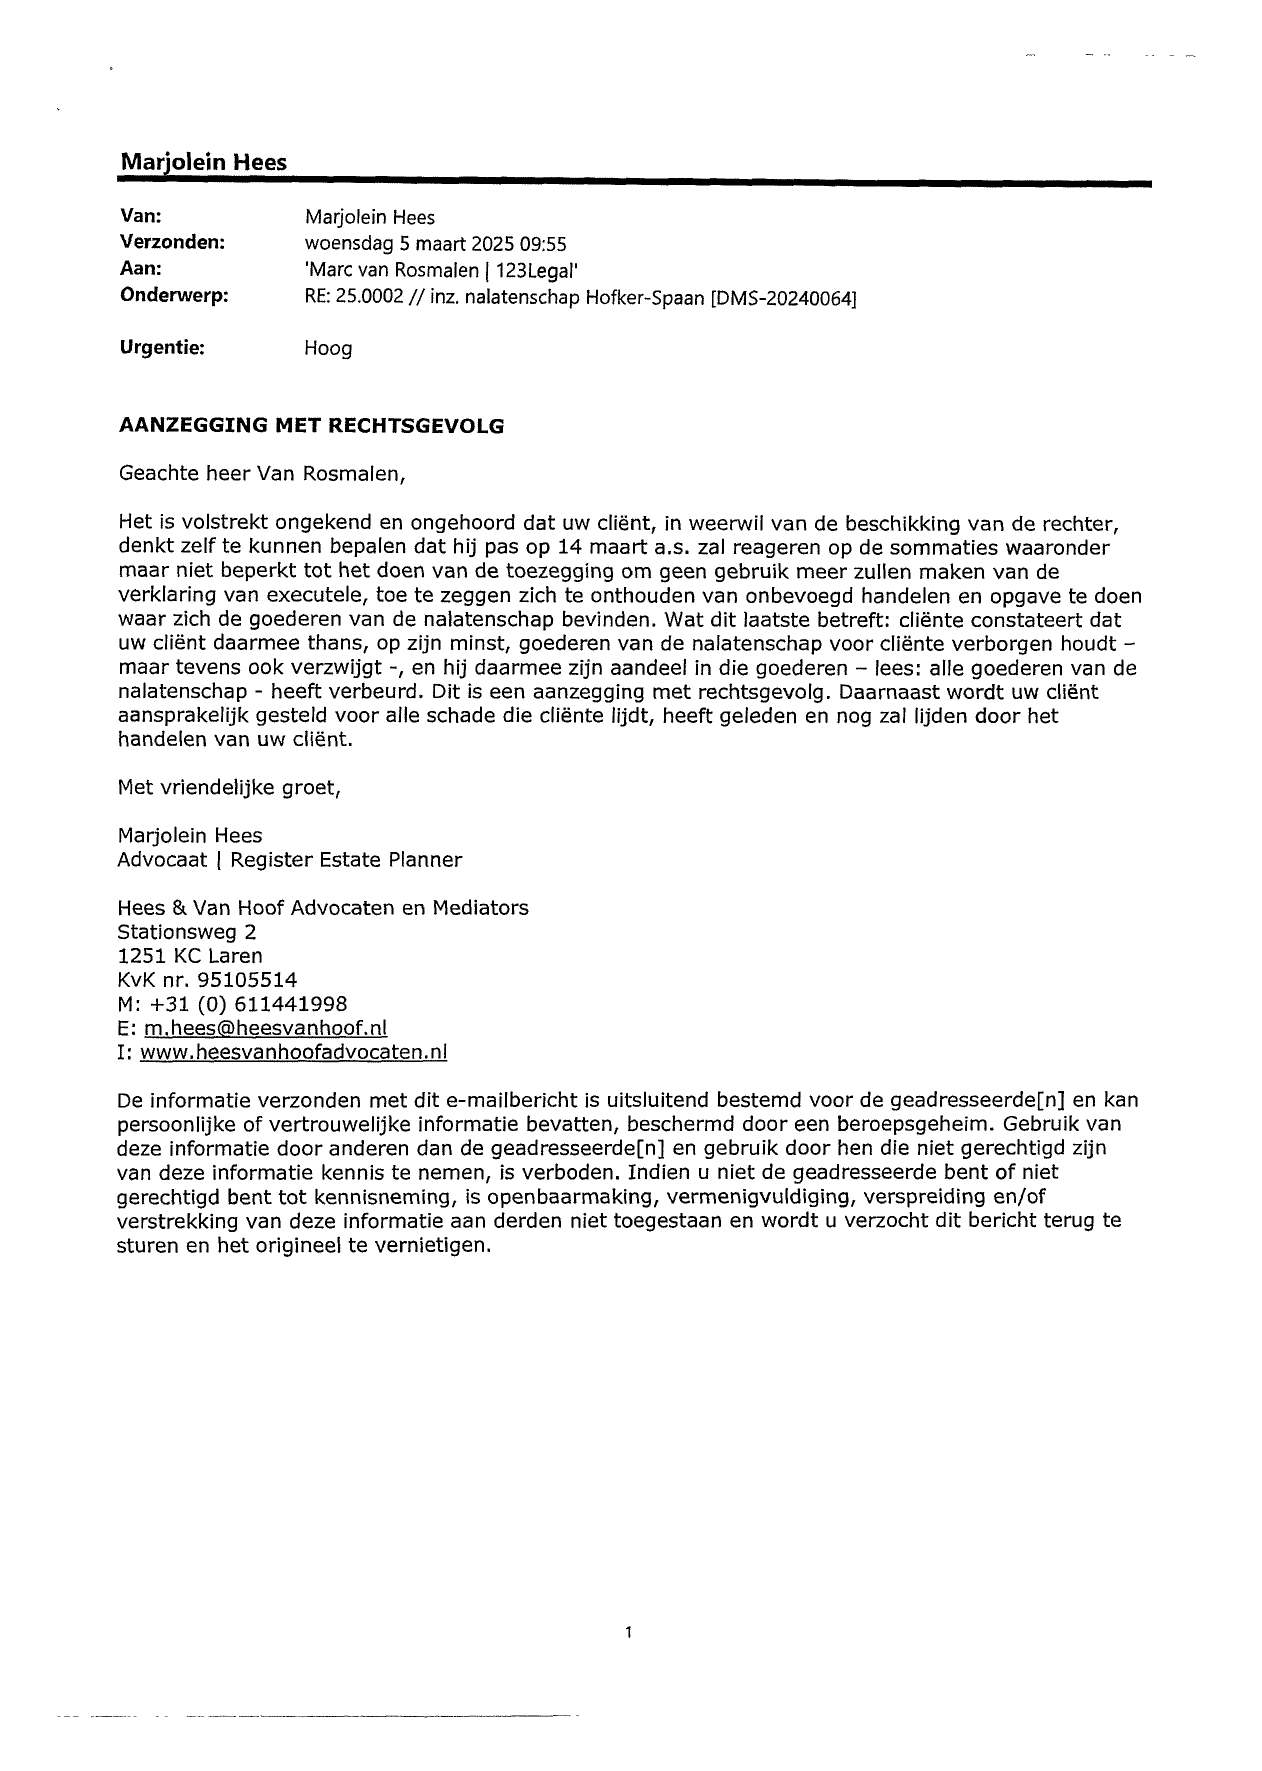 Marjolein Hees
Van: Marjolein Hees
Verzonden: woensdag 5 maart 2025 09:55
Aan: 'Marc van Rosmalen | 123Legal'
Onderwerp: RE: 25.0002 // inz. nalatenschap Hofker-Spaan [DMS-20240064]
Urgentie: Hoog
AANZEGGING MET RECHTSGEVOLG
Geachte heer Van Rosmalen,
Het is volstrekt ongekend en ongehoord dat uw cliënt, in weerwil van de beschikking van de rechter,
denkt zelf te kunnen bepalen dat hij pas op 14 maart a.s. zal reageren op de sommaties waaronder
maar niet beperkt tot het doen van de toezegging om geen gebruik meer zullen maken van de
verklaring van executele, toe te zeggen zich te onthouden van onbevoegd handelen en opgave te doen
waar zich de goederen van de nalatenschap bevinden. Wat dit laatste betreft: cliënte constateert dat
uw cliënt daarmee thans, op zijn minst, goederen van de nalatenschap voor cliënte verborgen houdt –
maar tevens ook verzwijgt -, en hij daarmee zijn aandeel in die goederen – lees: alle goederen van de
nalatenschap - heeft verbeurd. Dit is een aanzegging met rechtsgevolg. Daarnaast wordt uw cliënt
aansprakelijk gesteld voor alle schade die cliënte lijdt, heeft geleden en nog zal lijden door het
handelen van uw cliënt.
Met vriendelijke groet,
Marjolein Hees
Advocaat | Register Estate Planner
Hees & Van Hoof Advocaten en Mediators
Stationsweg 2
1251 KC Laren
KvK nr. 95105514
M: +31 (0) 611441998
E: m.hees@heesvanhoof.nl
I: www.heesvanhoofadvocaten.nl
De informatie verzonden met dit e-mailbericht is uitsluitend bestemd voor de geadresseerde[n] en kan
persoonlijke of vertrouwelijke informatie bevatten, beschermd door een beroepsgeheim. Gebruik van
deze informatie door anderen dan de geadresseerde[n] en gebruik door hen die niet gerechtigd zijn
van deze informatie kennis te nemen, is verboden. Indien u niet de geadresseerde bent of niet
gerechtigd bent tot kennisneming, is openbaarmaking, vermenigvuldiging, verspreiding en/of
verstrekking van deze informatie aan derden niet toegestaan en wordt u verzocht dit bericht terug te
sturen en het origineel te vernietigen.
1